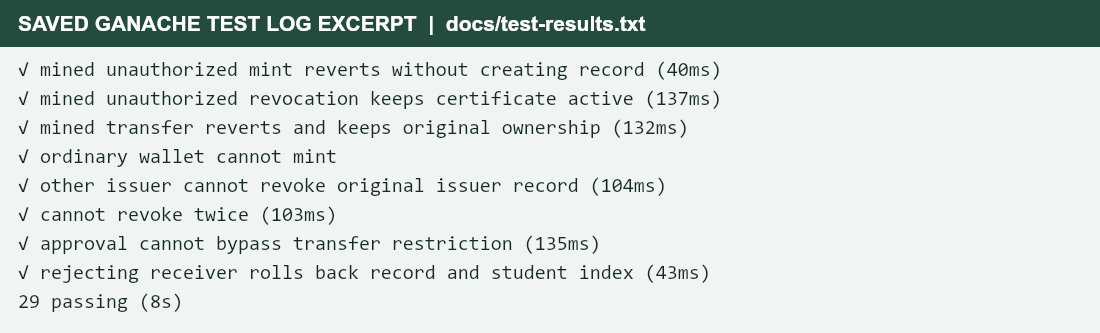 SAVED GANACHE TEST LOG EXCERPT | docs/test-results.txt
√ mined unauthorized mint reverts without creating record (40ms)
√ mined unauthorized revocation keeps certificate active (137ms)
√ mined transfer reverts and keeps original ownership (132ms)
√ ordinary wallet cannot mint
√ other issuer cannot revoke original issuer record (104ms)
√ cannot revoke twice (103ms)
√ approval cannot bypass transfer restriction (135ms)
√ rejecting receiver rolls back record and student index (43ms)
29 passing (8s)